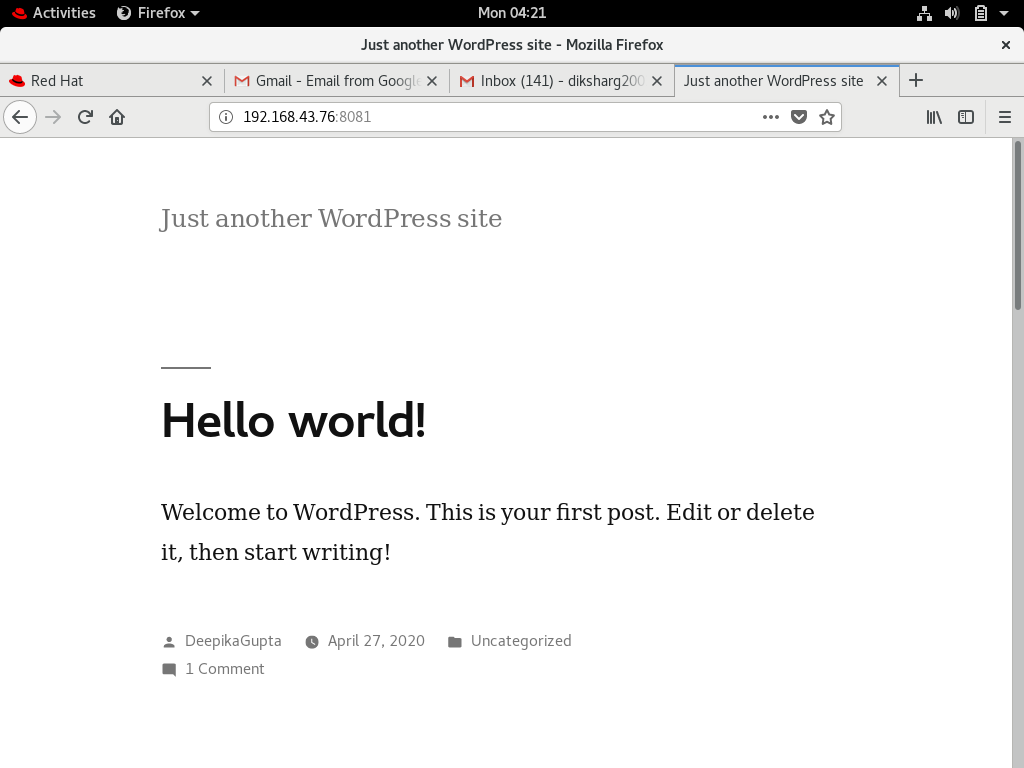 Activities Firefox Mon 04:21
Just another WordPress site - Mozilla Firefox
Red Hat Gmail - Email from Google Inbox (141) - diksharg200 Just another WordPress site
192.168.43.76:8081
Just another WordPress site
Hello world!
Welcome to WordPress. This is your first post. Edit or delete
it, then start writing!
DeepikaGupta April 27, 2020 Uncategorized
1 Comment